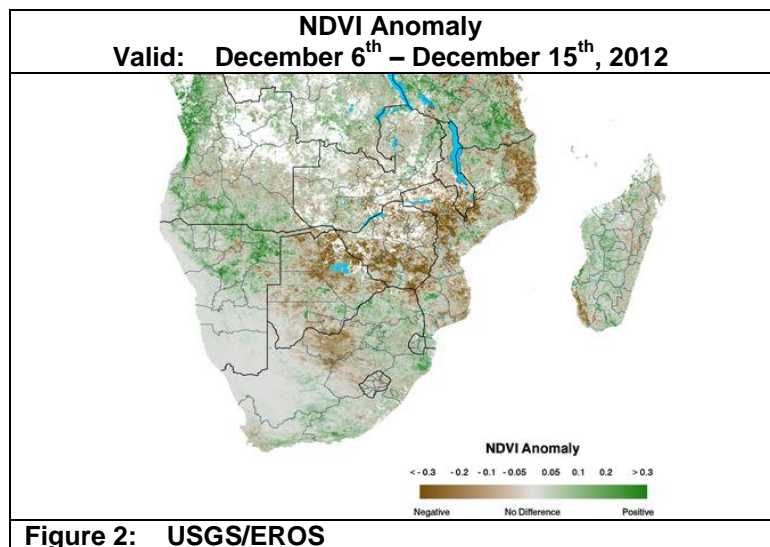 NDVI Anomaly
Valid: December 6th – December 15th, 2012
NDVI Anomaly
< - 0.3 - 0.2 - 0.1 - 0.05 0.05 0.1 0.2 > 0.3
Negative No Difference Positive
Figure 2: USGS/EROS